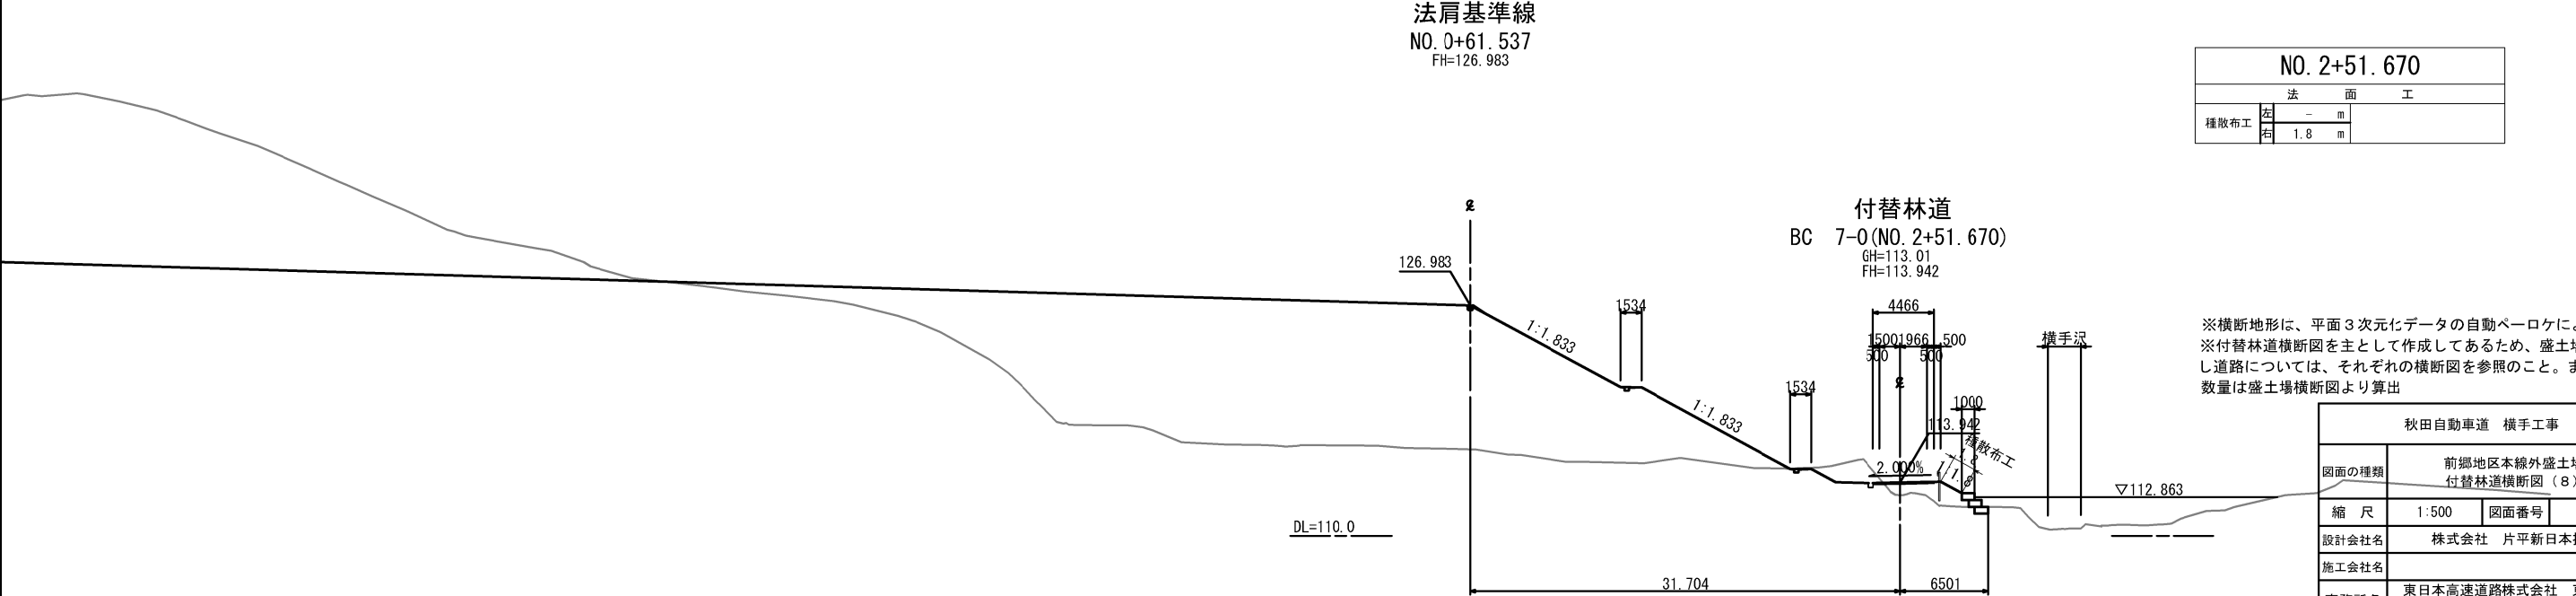 法肩基準線
NO.0+61.537
FH=126.983
NO.2+51.670
法 面 工
種散布工 左 - m
右 1.8 m
付替林道
BC 7-0(NO.2+51.670)
GH=113.01
FH=113.942
126.983
1534
1:1.833
1534
1:1.833
4466
1500 1966 500
500 500
横手沢
1000
113.942
種散布工
1.8
1:1.8
2.000%
▽112.863
DL=110.0
31.704
6501
※横断地形は、平面３次元化データの自動ペーロケに
※付替林道横断図を主として作成してあるため、盛土
し道路については、それぞれの横断図を参照のこと。
数量は盛土場横断図より算出
秋田自動車道 横手工事
図面の種類 前郷地区本線外盛土場
付替林道横断図（８）
縮 尺 1:500 図面番号
設計会社名 株式会社 片平新日本
施工会社名
東日本高速道路株式会社